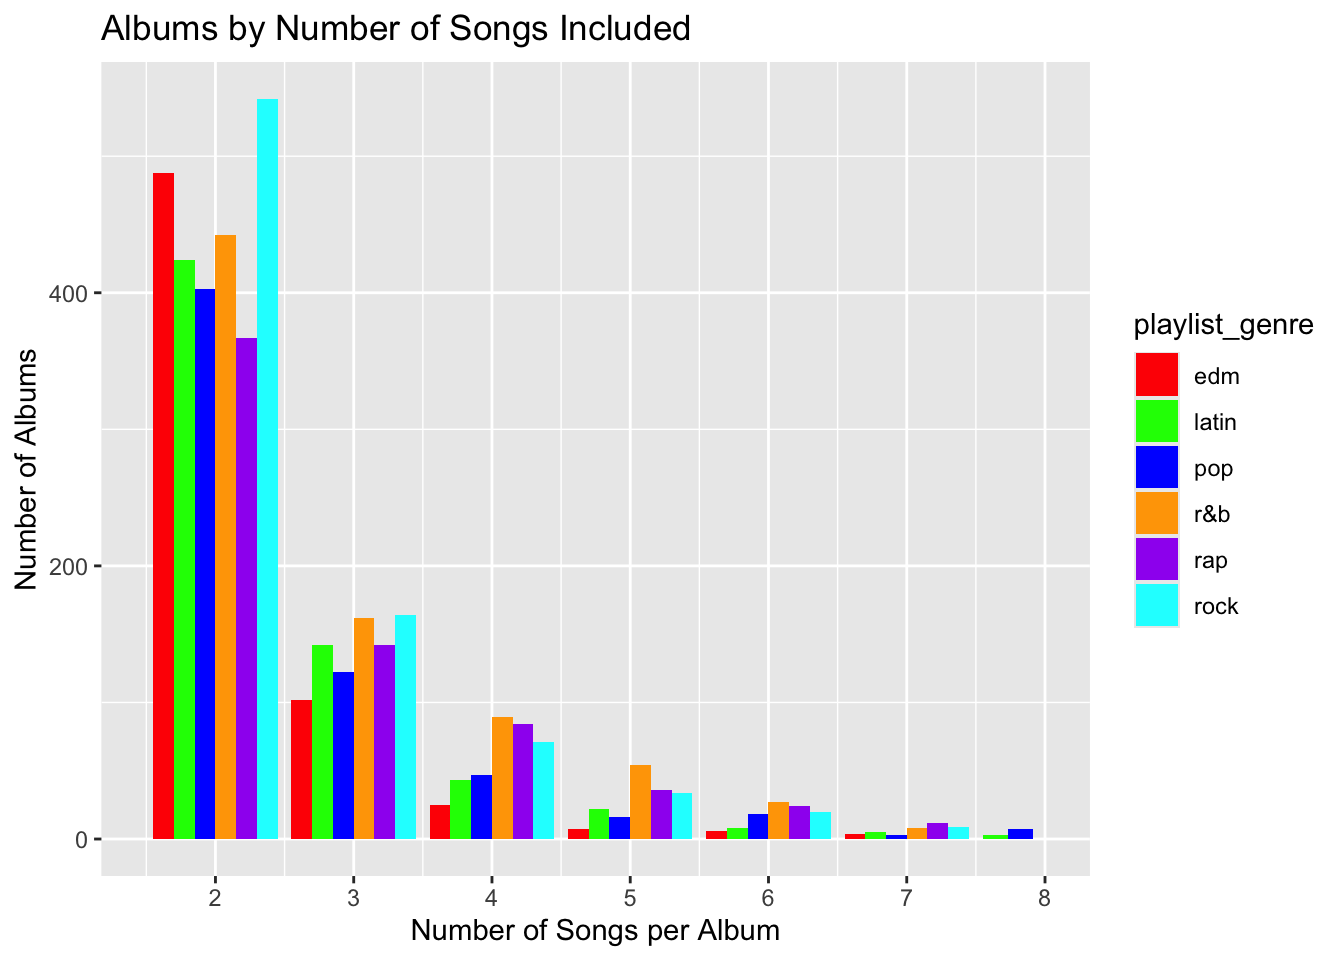 Albums by Number of Songs Included
Number of Albums
400
200
0
2 3 4 5 6 7 8
Number of Songs per Album
playlist_genre
edm
latin
pop
r&b
rap
rock